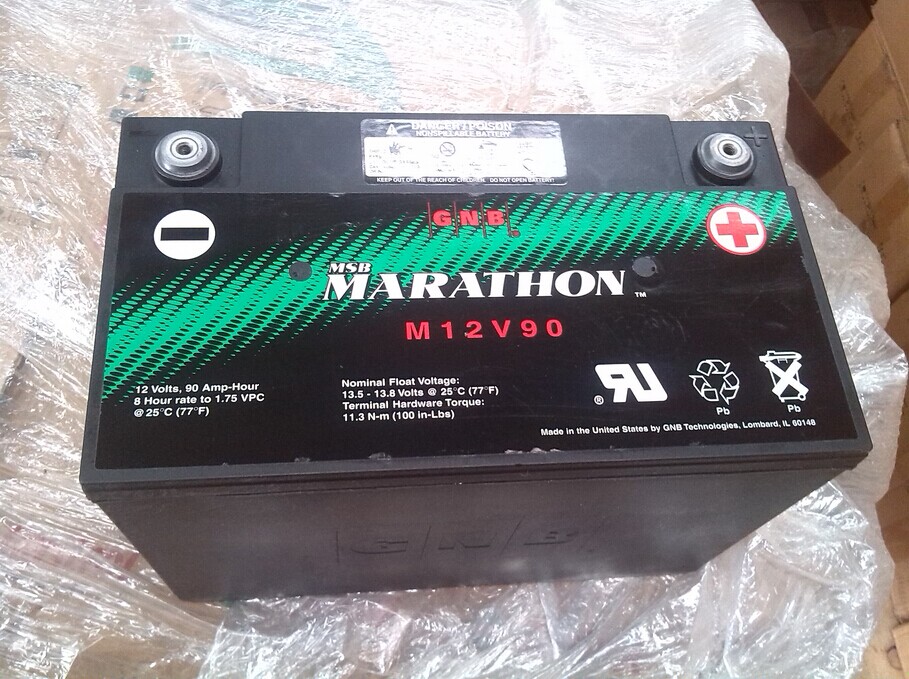 DANGER/POISON
NONSPILLABLE BATTERY
KEEP OUT OF THE REACH OF CHILDREN. DO NOT OPEN BATTERY!
- +
GNB
MSB
MARATHON™
M12V90
12 Volts, 90 Amp-Hour
8 Hour rate to 1.75 VPC
@ 25°C (77°F)
Nominal Float Voltage:
13.5 - 13.8 Volts @ 25°C (77°F)
Terminal Hardware Torque:
11.3 N-m (100 in-Lbs)
®
Pb
Pb
Made in the United States by GNB Technologies, Lombard, IL 60148
GNB